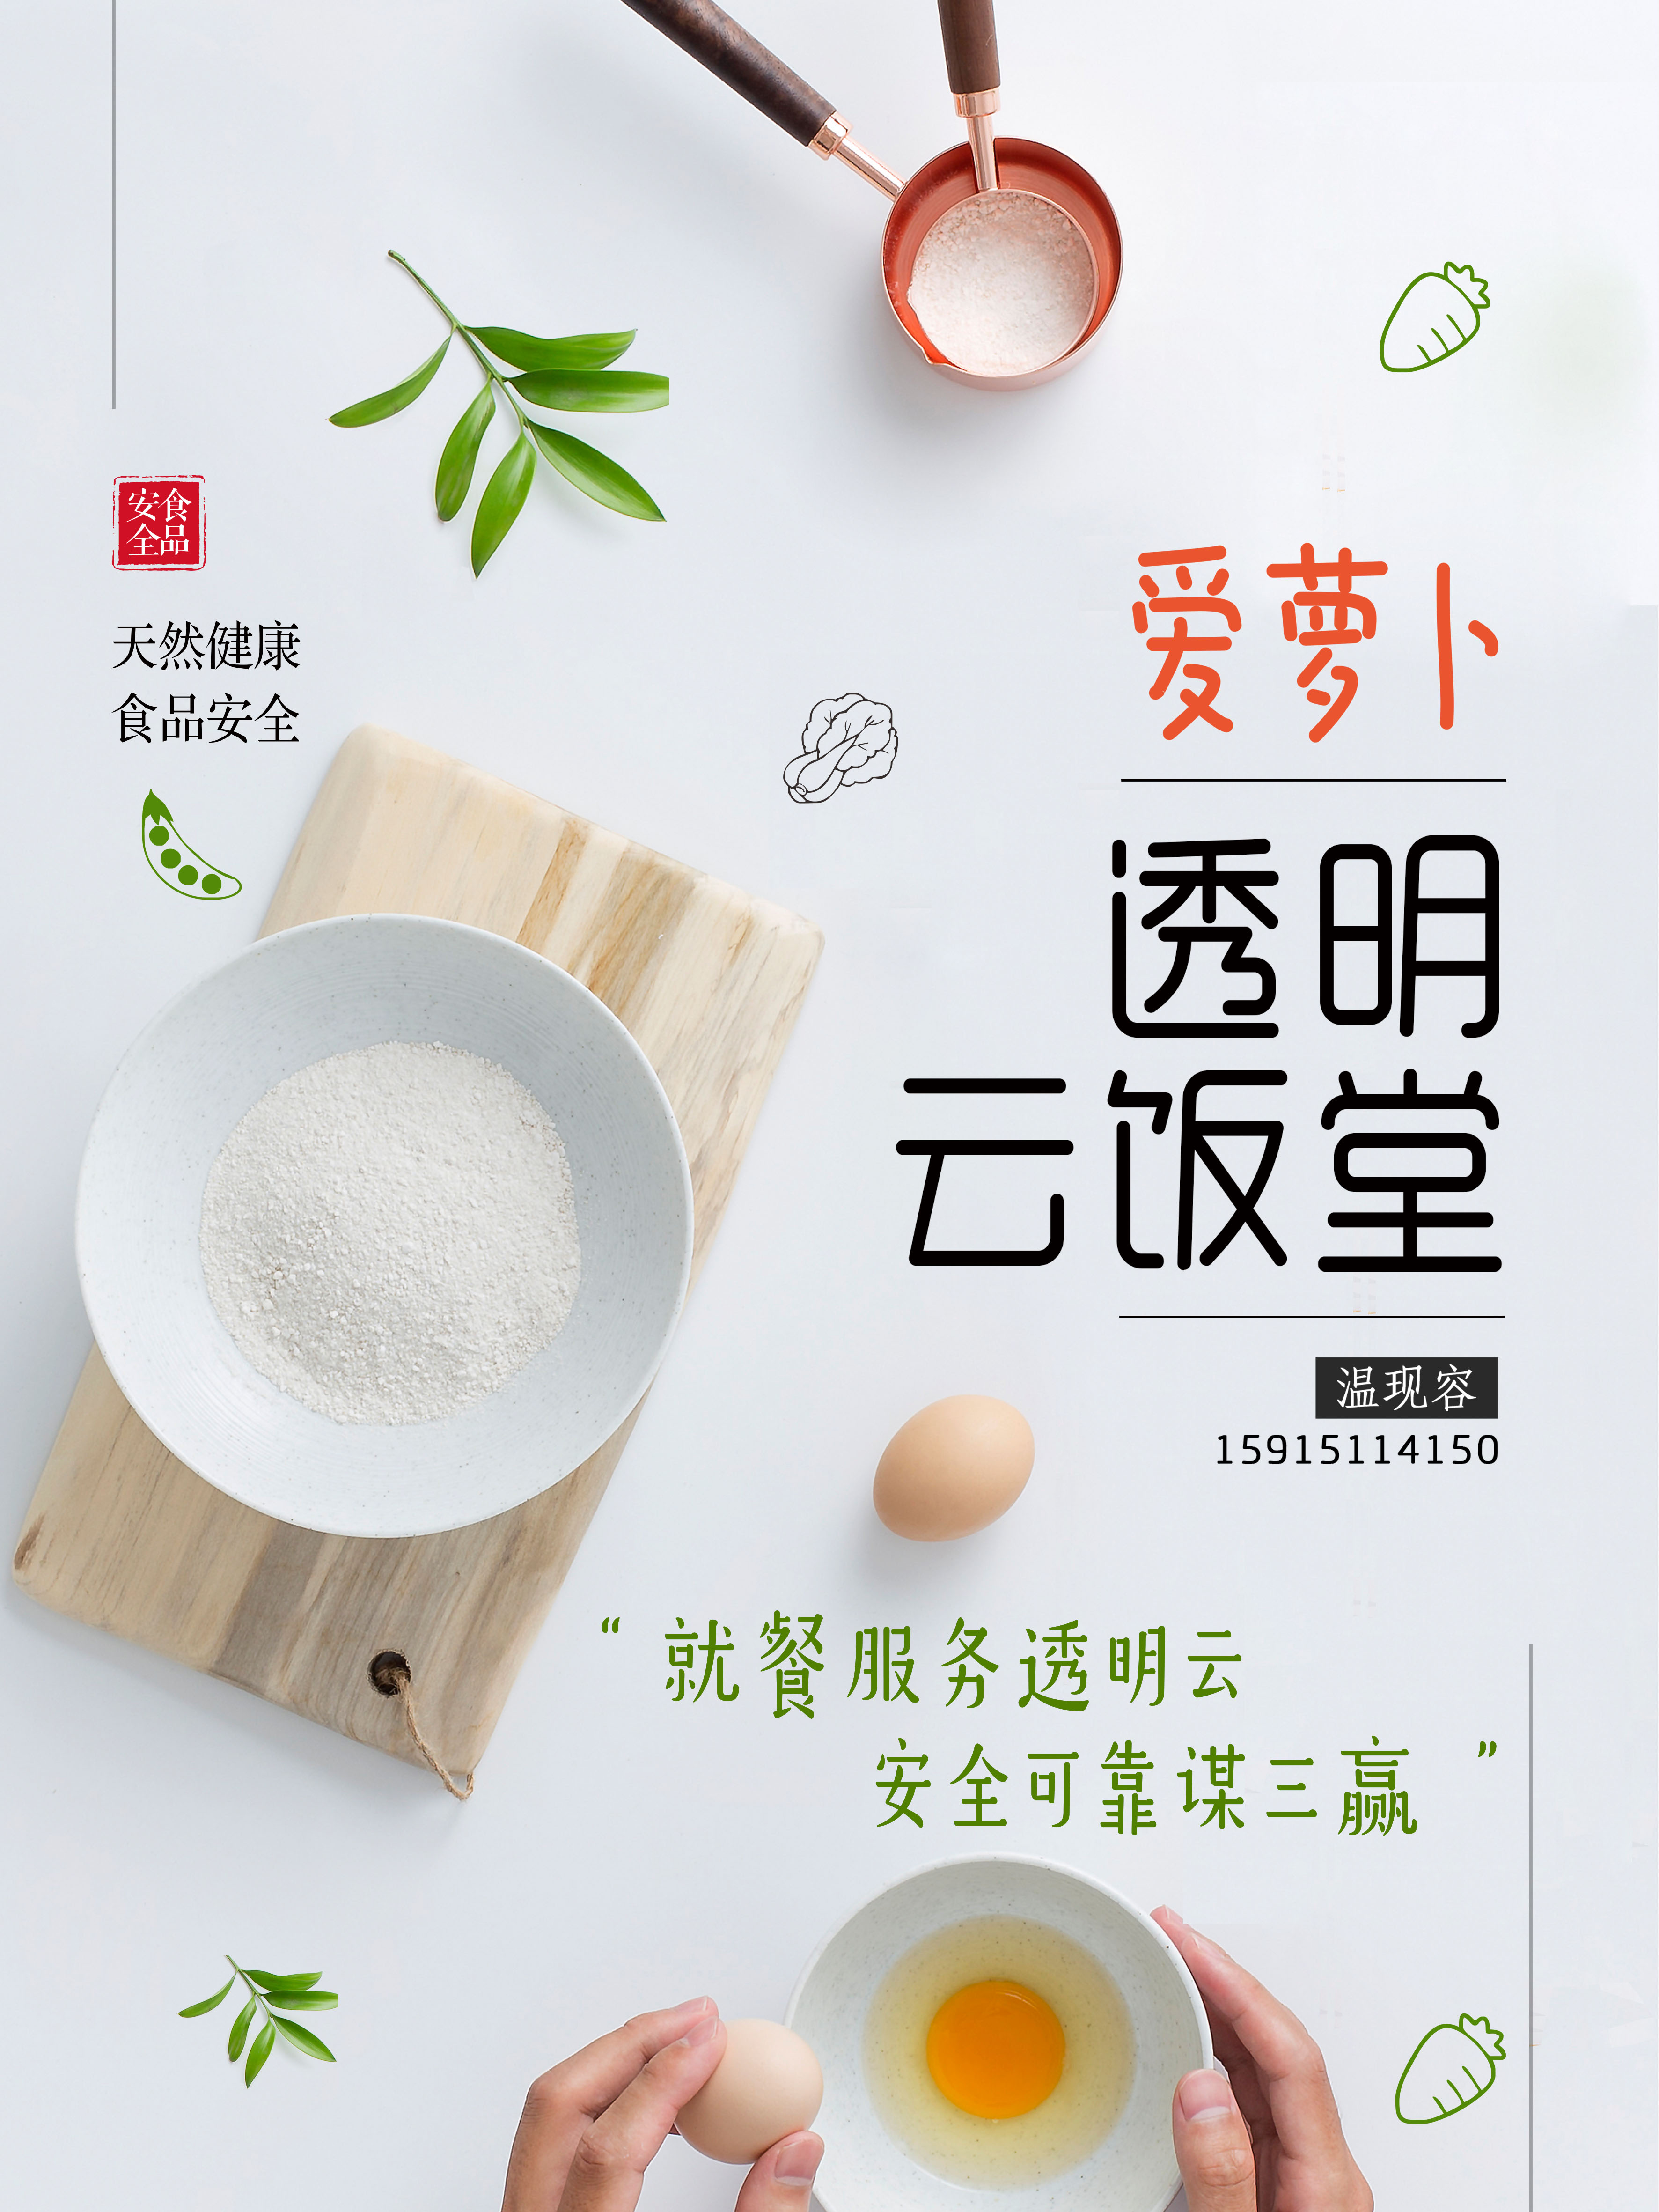 食品
安全
天然健康
食品安全
爱萝卜
透明
云饭堂
温现容
15915114150
“ 就餐服务透明云
安全可靠谋三赢 ”